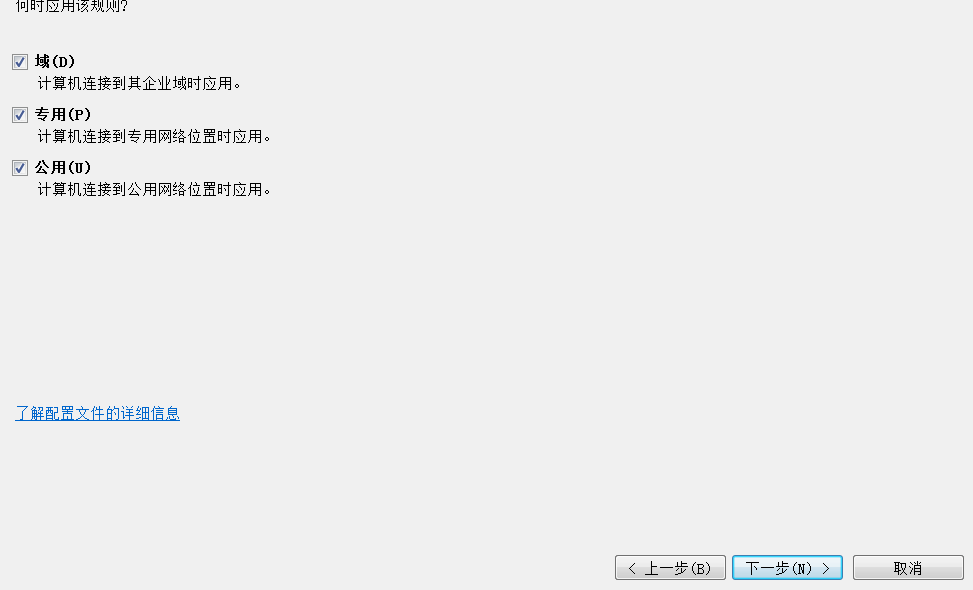 何时应用该规则?
域(D)
计算机连接到其企业域时应用。
专用(P)
计算机连接到专用网络位置时应用。
公用(U)
计算机连接到公用网络位置时应用。
了解配置文件的详细信息
< 上一步(B)
下一步(N) >
取消